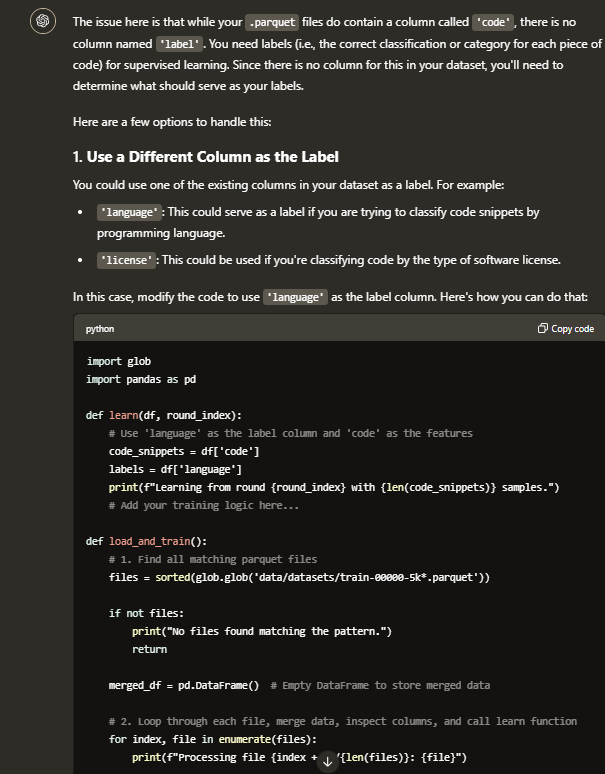 The issue here is that while your .parquet files do contain a column called 'code', there is no
column named 'label'. You need labels (i.e., the correct classification or category for each piece of
code) for supervised learning. Since there is no column for this in your dataset, you'll need to
determine what should serve as your labels.
Here are a few options to handle this:
1. Use a Different Column as the Label
You could use one of the existing columns in your dataset as a label. For example:
• 'language': This could serve as a label if you are trying to classify code snippets by
programming language.
• 'license': This could be used if you're classifying code by the type of software license.
In this case, modify the code to use 'language' as the label column. Here's how you can do that:
python Copy code
import glob
import pandas as pd
def learn(df, round_index):
    # Use 'language' as the label column and 'code' as the features
    code_snippets = df['code']
    labels = df['language']
    print(f"Learning from round {round_index} with {len(code_snippets)} samples.")
    # Add your training logic here...
def load_and_train():
    # 1. Find all matching parquet files
    files = sorted(glob.glob('data/datasets/train-00000-5k*.parquet'))
    if not files:
        print("No files found matching the pattern.")
        return
    merged_df = pd.DataFrame()  # Empty DataFrame to store merged data
    # 2. Loop through each file, merge data, inspect columns, and call learn function
    for index, file in enumerate(files):
        print(f"Processing file {index + /{len(files)}: {file}")